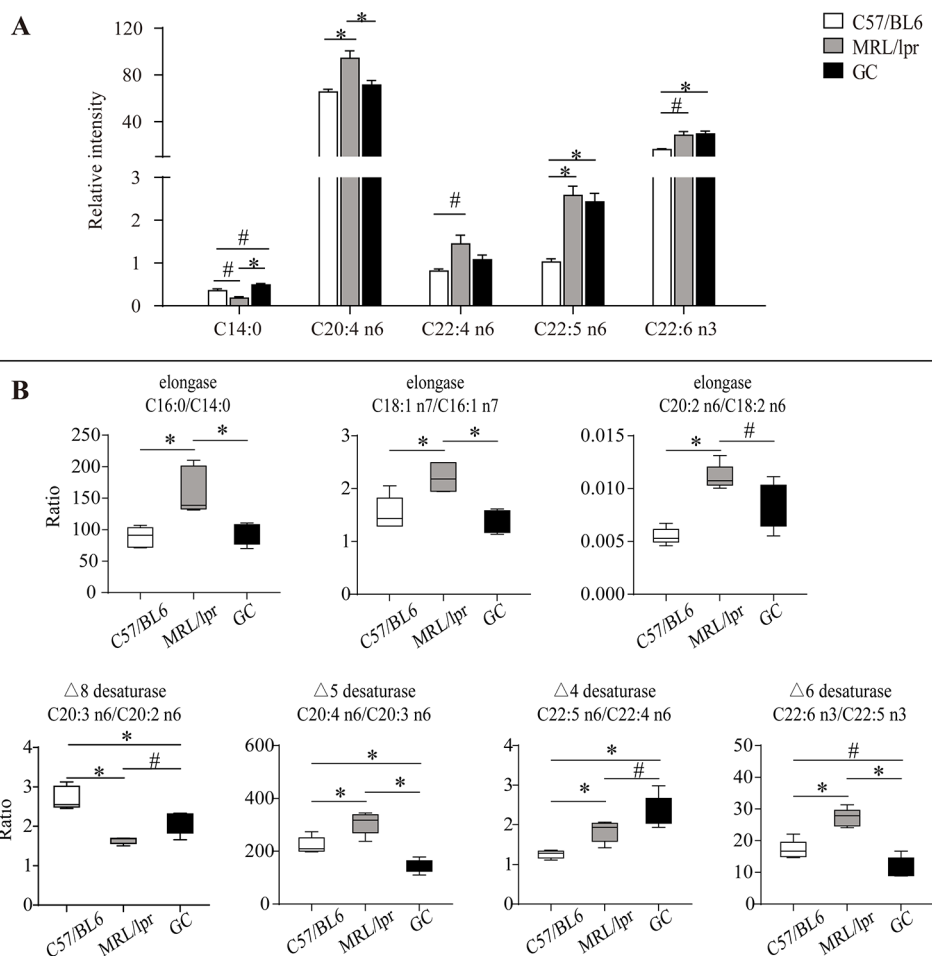 A
C57/BL6
MRL/lpr
GC
Relative intensity
120
80
40
3
2
1
0
*
*
#
#
*
#
*
*
*
#
C14:0
C20:4 n6
C22:4 n6
C22:5 n6
C22:6 n3
B
elongase
C16:0/C14:0
Ratio
250
200
150
100
50
0
*
*
C57/BL6
MRL/lpr
GC
elongase
C18:1 n7/C16:1 n7
3
2
1
0
*
*
C57/BL6
MRL/lpr
GC
elongase
C20:2 n6/C18:2 n6
0.015
0.010
0.005
0.000
*
#
C57/BL6
MRL/lpr
GC
△8 desaturase
C20:3 n6/C20:2 n6
Ratio
4
3
2
1
0
*
*
#
C57/BL6
MRL/lpr
GC
△5 desaturase
C20:4 n6/C20:3 n6
600
400
200
0
*
*
*
C57/BL6
MRL/lpr
GC
△4 desaturase
C22:5 n6/C22:4 n6
4
3
2
1
0
*
*
#
C57/BL6
MRL/lpr
GC
△6 desaturase
C22:6 n3/C22:5 n3
50
40
30
20
10
0
#
*
*
C57/BL6
MRL/lpr
GC